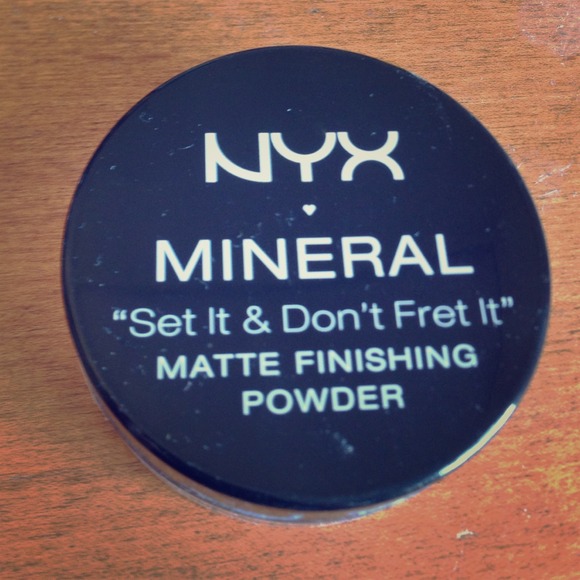 NYX
MINERAL
“Set It & Don't Fret It”
MATTE FINISHING
POWDER